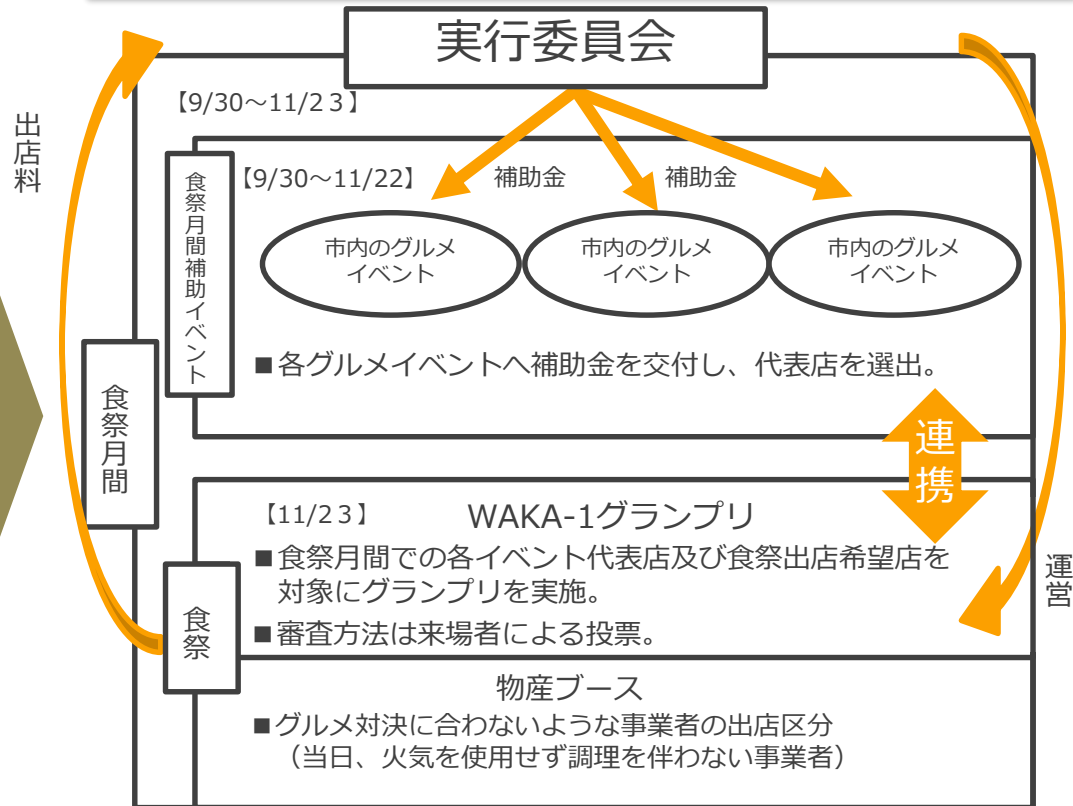 実行委員会
出店料
【9/30～11/23】
食祭月間
食祭月間補助イベント
【9/30～11/22】
補助金
補助金
市内のグルメ
イベント
市内のグルメ
イベント
市内のグルメ
イベント
■各グルメイベントへ補助金を交付し、代表店を選出。
連携
運営
食祭
【11/23】
WAKA-1グランプリ
■食祭月間での各イベント代表店及び食祭出店希望店を
対象にグランプリを実施。
■審査方法は来場者による投票。
物産ブース
■グルメ対決に合わないような事業者の出店区分
（当日、火気を使用せず調理を伴わない事業者）